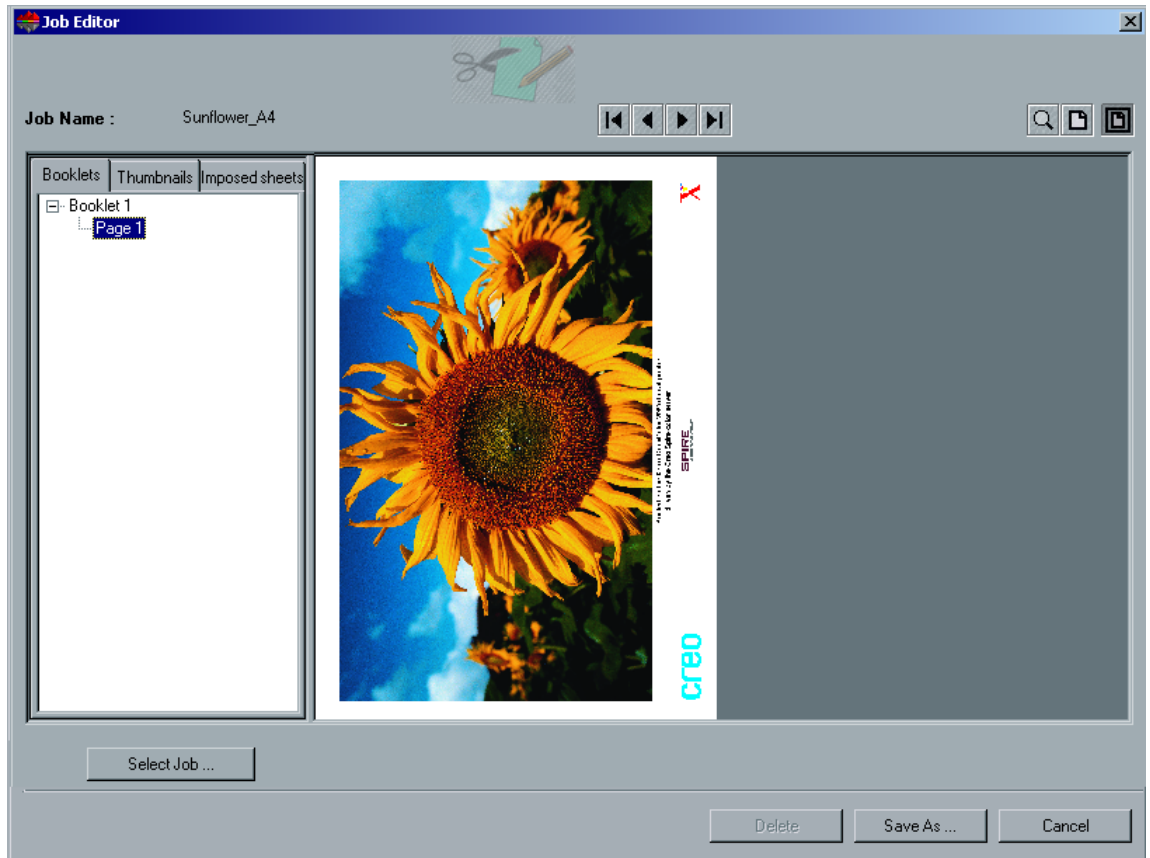 Job Editor
Job Name : Sunflower_A4
Booklets Thumbnails Imposed sheets
Booklet 1
Page 1
X
SPIRE
creo
Select Job ...
Delete Save As ... Cancel